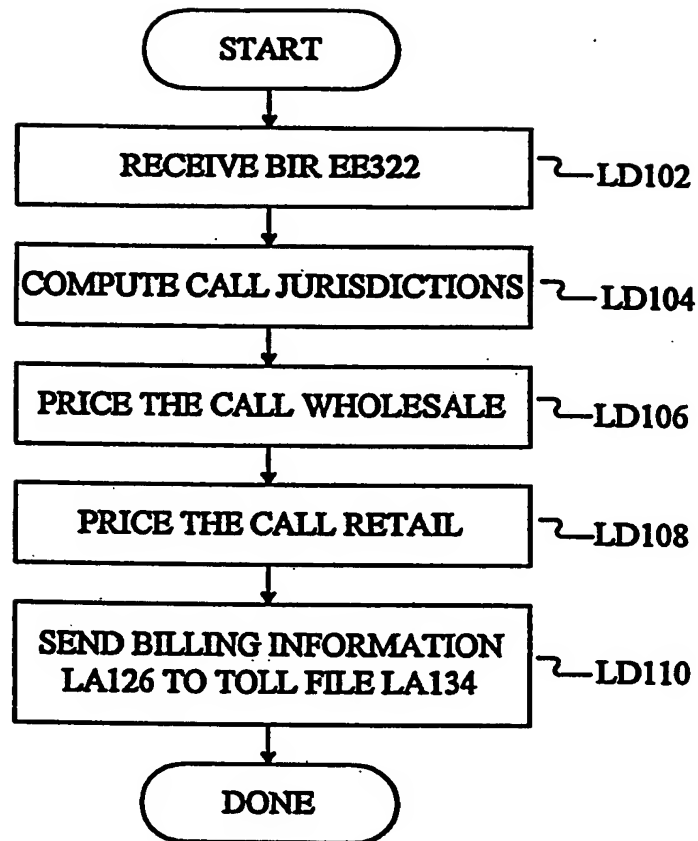 START
RECEIVE BIR EE322
LD102
COMPUTE CALL JURISDICTIONS
LD104
PRICE THE CALL WHOLESALE
LD106
PRICE THE CALL RETAIL
LD108
SEND BILLING INFORMATION
LA126 TO TOLL FILE LA134
LD110
DONE